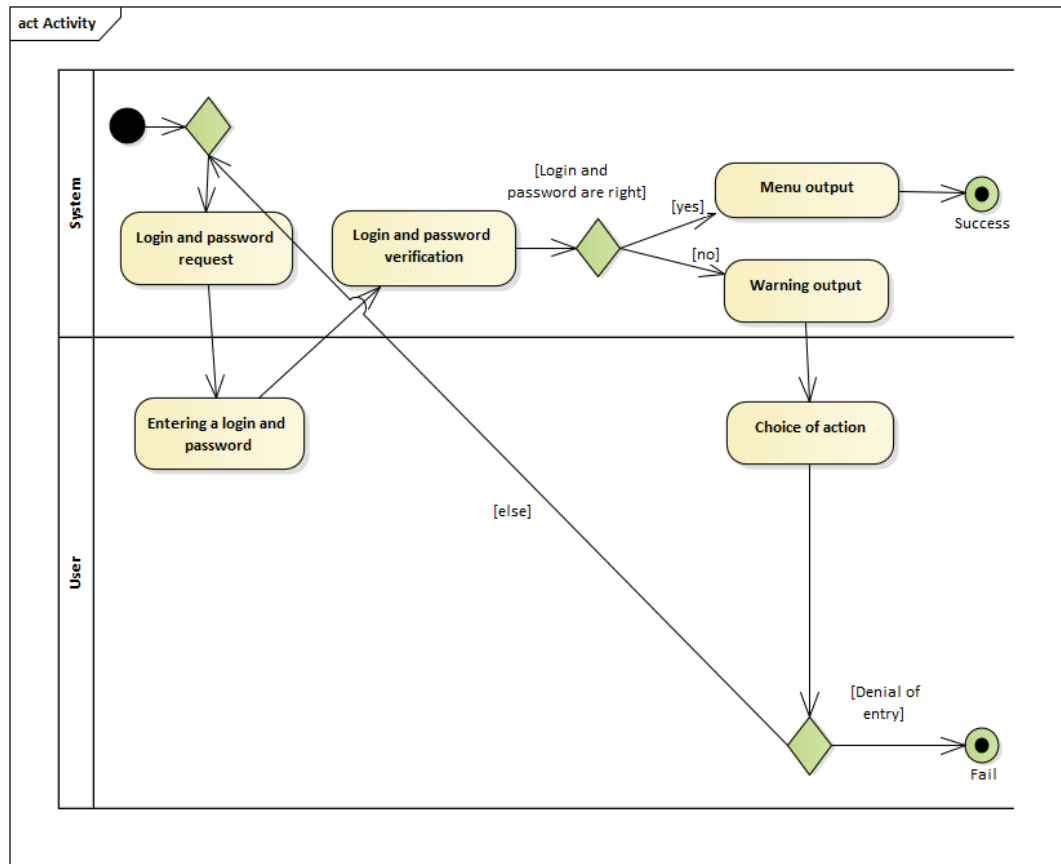 act Activity
System
[Login and
password are right]
Menu output
Success
[yes]
Login and password
request
Login and password
verification
[no]
Warning output
User
Entering a login and
password
Choice of action
[else]
[Denial of
entry]
Fail